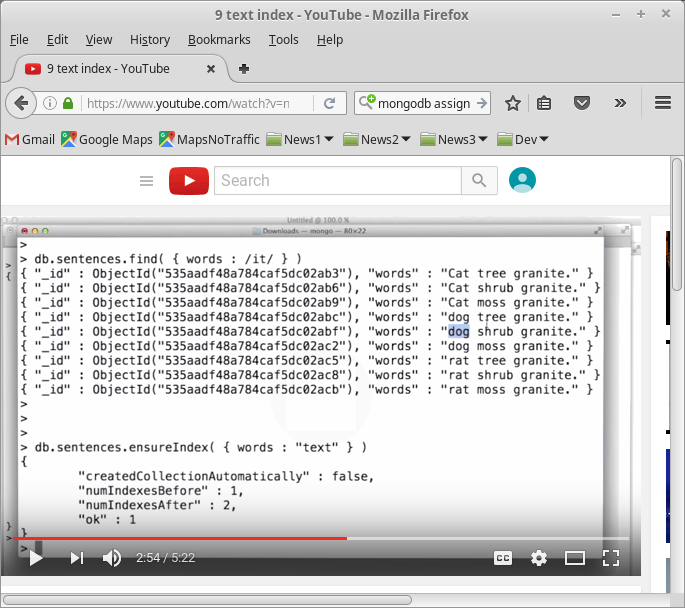 9 text index - YouTube - Mozilla Firefox
File Edit View History Bookmarks Tools Help
9 text index - YouTube
https://www.youtube.com/watch?v=n mongodb assign
Gmail Google Maps MapsNoTraffic News1 News2 News3 Dev
Search
Untitled @ 100.0 %
Downloads — mongo — 80×22
>
> db.sentences.find( { words : /it/ } )
{ "_id" : ObjectId("535aadf48a784caf5dc02ab3"), "words" : "Cat tree granite." }
{ "_id" : ObjectId("535aadf48a784caf5dc02ab6"), "words" : "Cat shrub granite." }
{ "_id" : ObjectId("535aadf48a784caf5dc02ab9"), "words" : "Cat moss granite." }
{ "_id" : ObjectId("535aadf48a784caf5dc02abc"), "words" : "dog tree granite." }
{ "_id" : ObjectId("535aadf48a784caf5dc02abf"), "words" : "dog shrub granite." }
{ "_id" : ObjectId("535aadf48a784caf5dc02ac2"), "words" : "dog moss granite." }
{ "_id" : ObjectId("535aadf48a784caf5dc02ac5"), "words" : "rat tree granite." }
{ "_id" : ObjectId("535aadf48a784caf5dc02ac8"), "words" : "rat shrub granite." }
{ "_id" : ObjectId("535aadf48a784caf5dc02acb"), "words" : "rat moss granite." }
>
>
>
> db.sentences.ensureIndex( { words : "text" } )
{
"createdCollectionAutomatically" : false,
"numIndexesBefore" : 1,
"numIndexesAfter" : 2,
"ok" : 1
}
>
2:54 / 5:22 CC